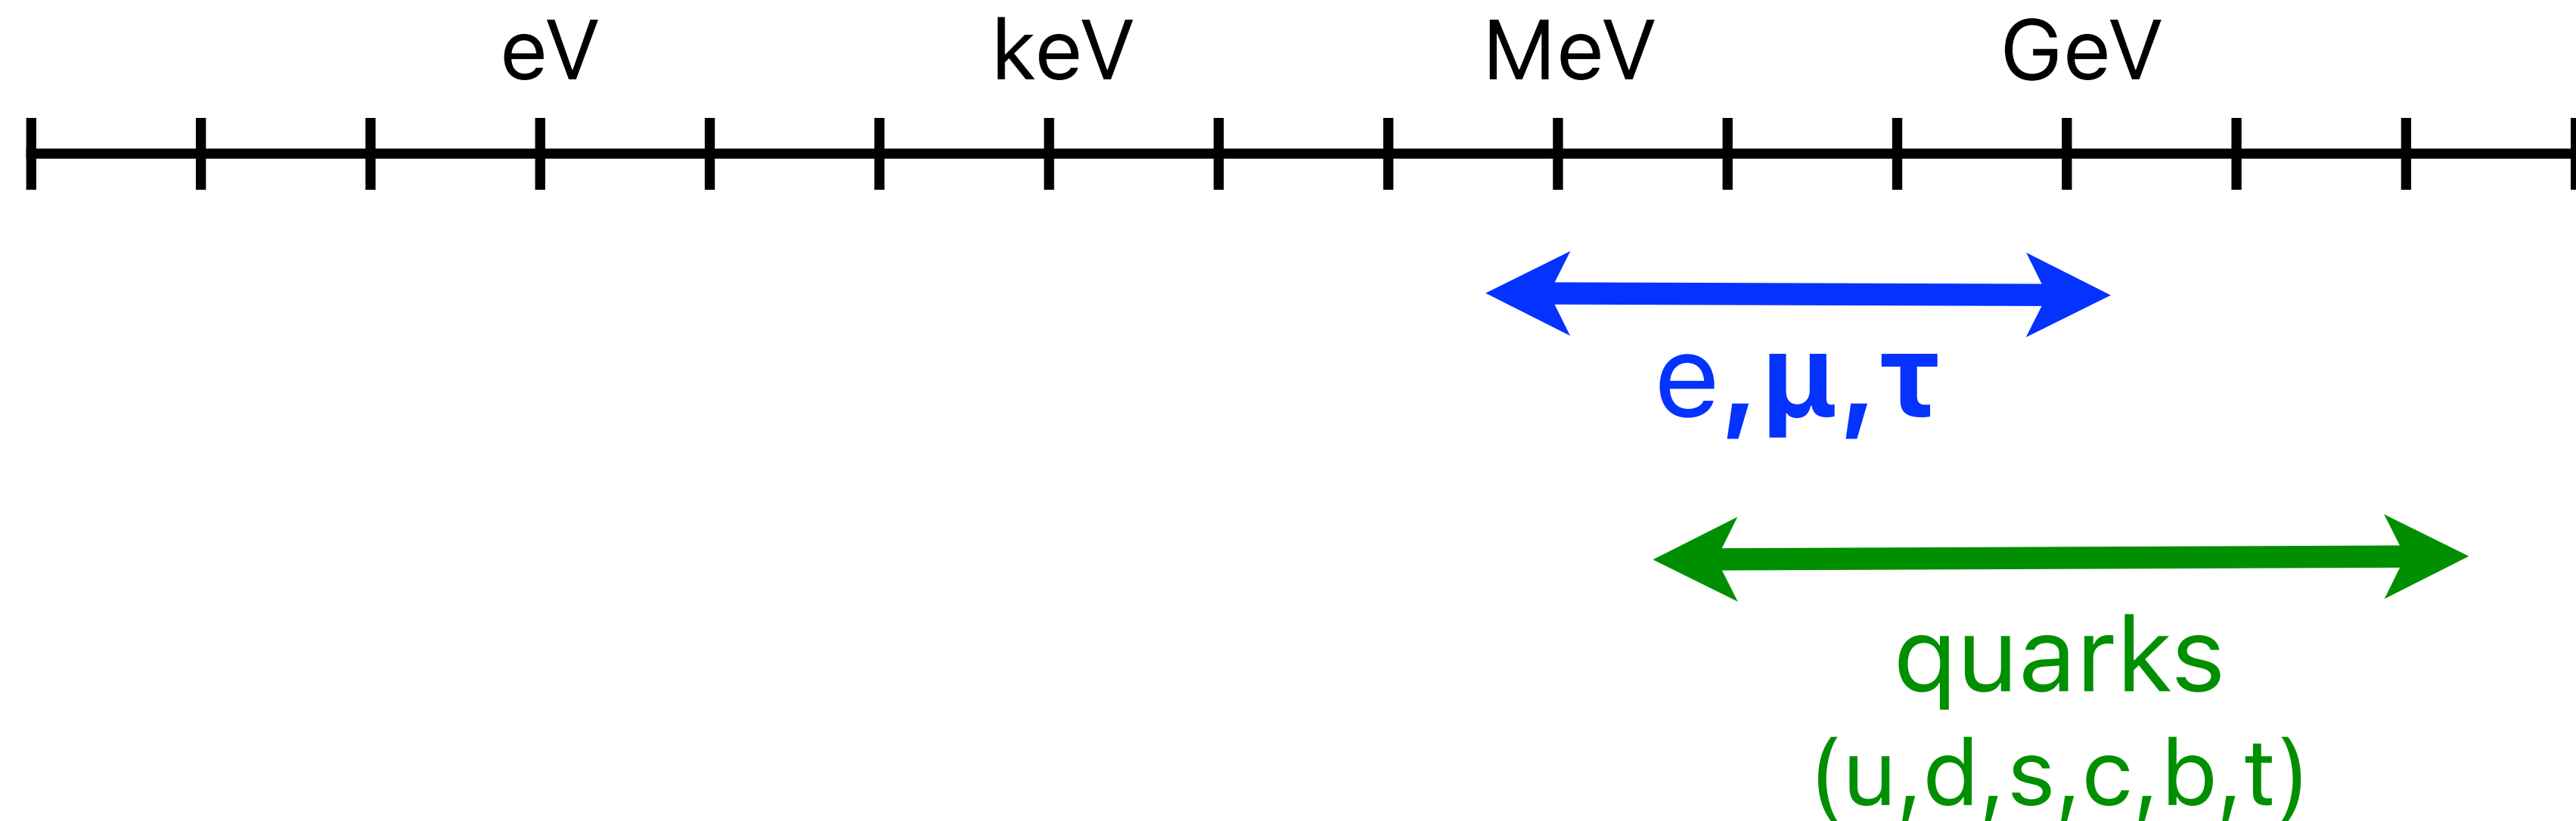 eV keV MeV GeV
e,μ,τ
quarks
(u,d,s,c,b,t)